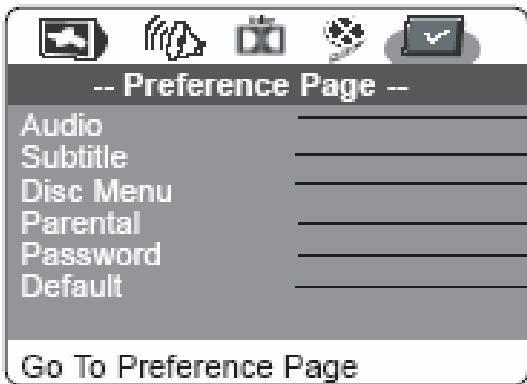 -- Preference Page --
Audio
Subtitle
Disc Menu
Parental
Password
Default
Go To Preference Page